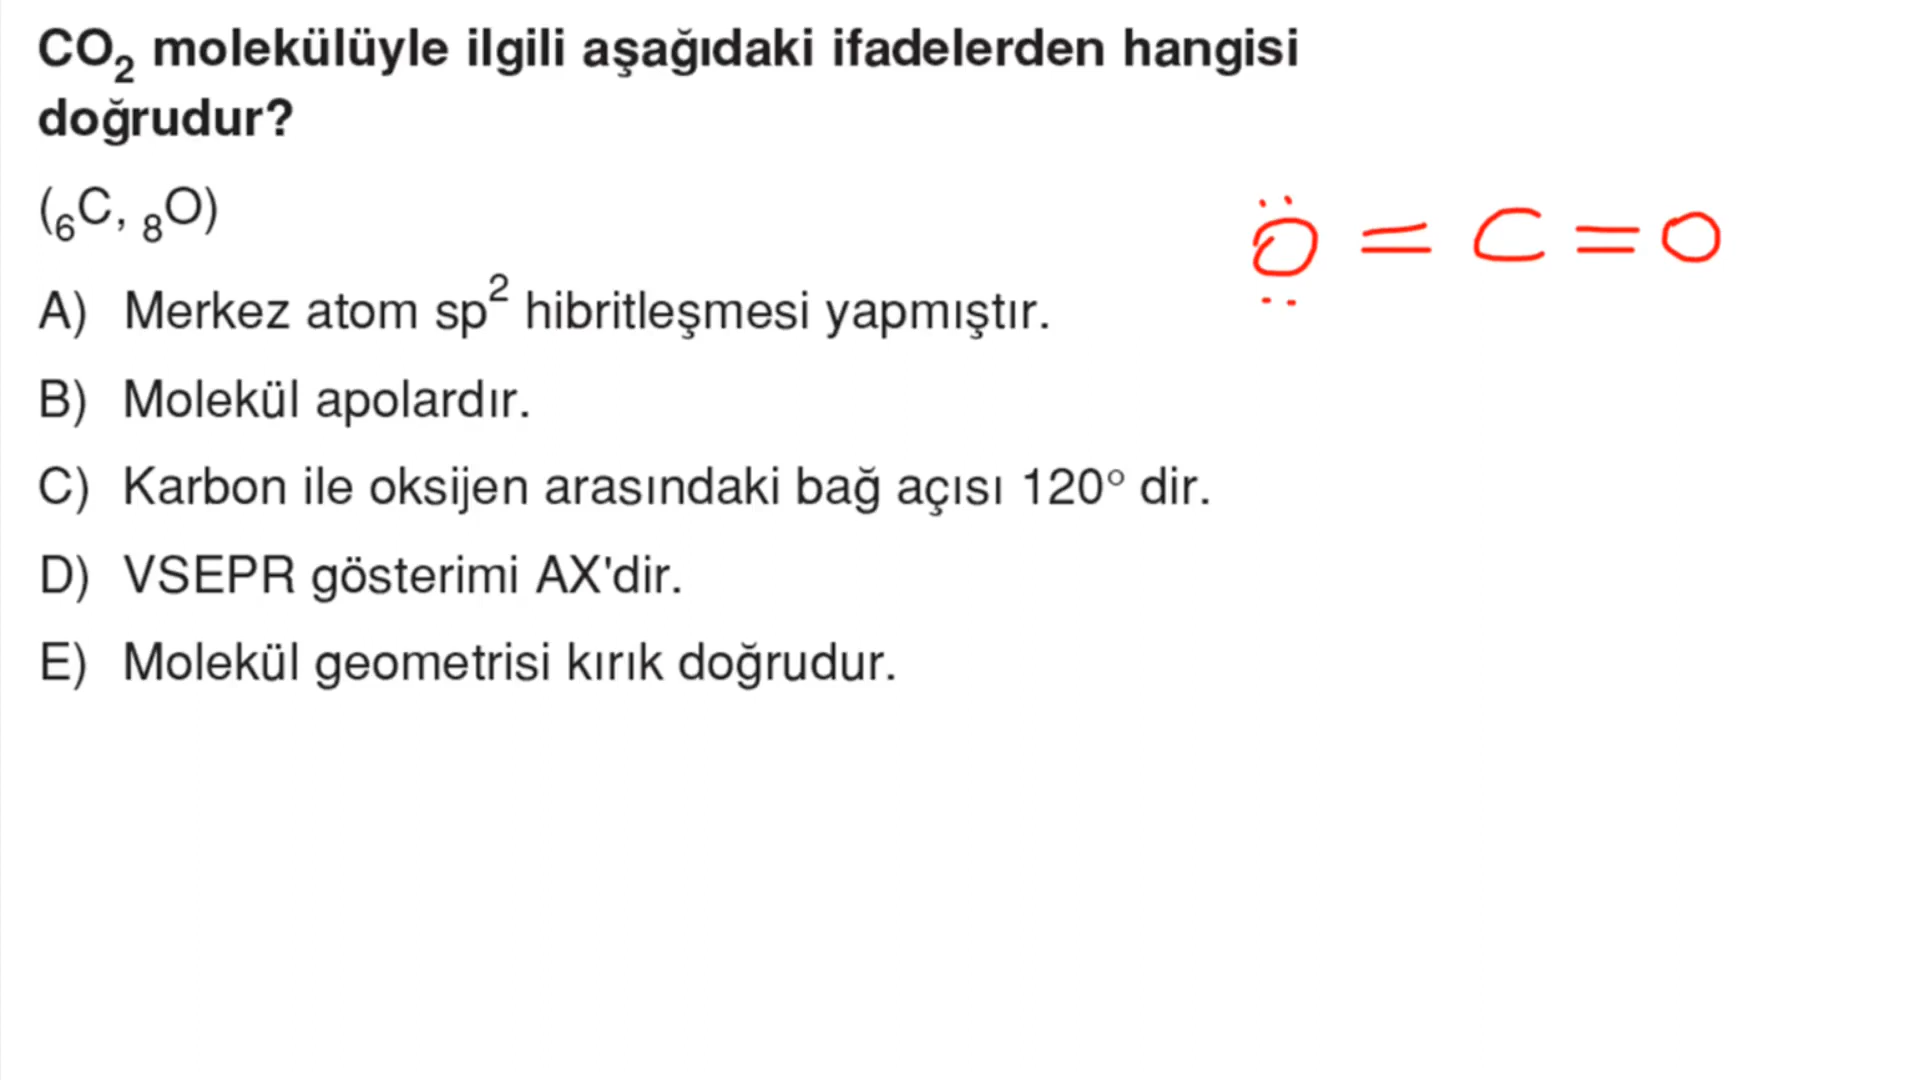 CO₂ molekülüyle ilgili aşağıdaki ifadelerden hangisi
doğrudur?
(₆C, ₈O)
Ö = C = O
A) Merkez atom sp² hibritleşmesi yapmıştır.
B) Molekül apolardır.
C) Karbon ile oksijen arasındaki bağ açısı 120° dir.
D) VSEPR gösterimi AX'dir.
E) Molekül geometrisi kırık doğrudur.